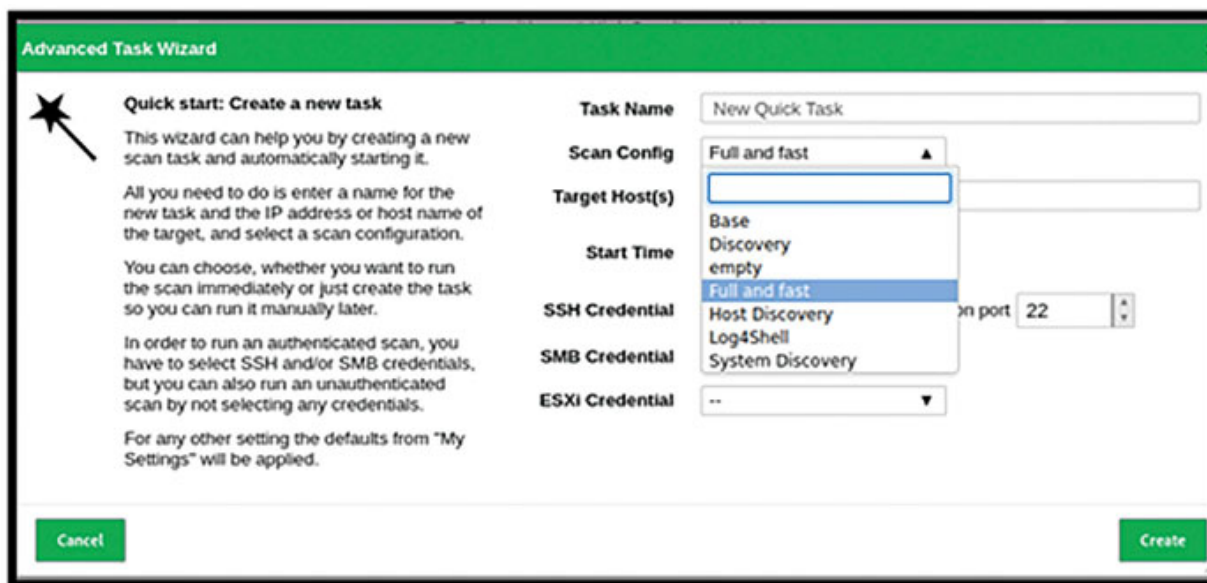 Advanced Task Wizard
Quick start: Create a new task
This wizard can help you by creating a new
scan task and automatically starting it.
All you need to do is enter a name for the
new task and the IP address or host name of
the target, and select a scan configuration.
You can choose, whether you want to run
the scan immediately or just create the task
so you can run it manually later.
In order to run an authenticated scan, you
have to select SSH and/or SMB credentials,
but you can also run an unauthenticated
scan by not selecting any credentials.
For any other setting the defaults from "My
Settings" will be applied.
Task Name New Quick Task
Scan Config Full and fast ▲
Target Host(s)
Base
Discovery
Start Time
empty
Full and fast
SSH Credential
Host Discovery
on port 22
Log4Shell
SMB Credential
System Discovery
ESXi Credential -- ▼
Cancel
Create